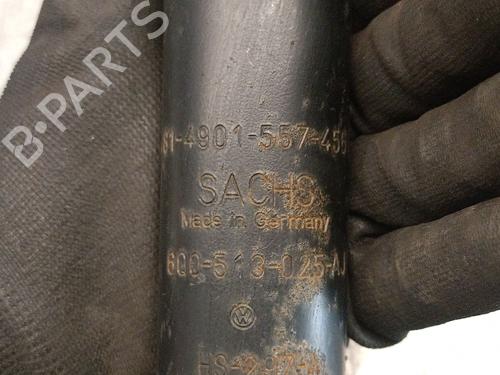 B-PARTS
-4901-557-45
SACHS
Made in Germany
6Q0-513-025-AJ